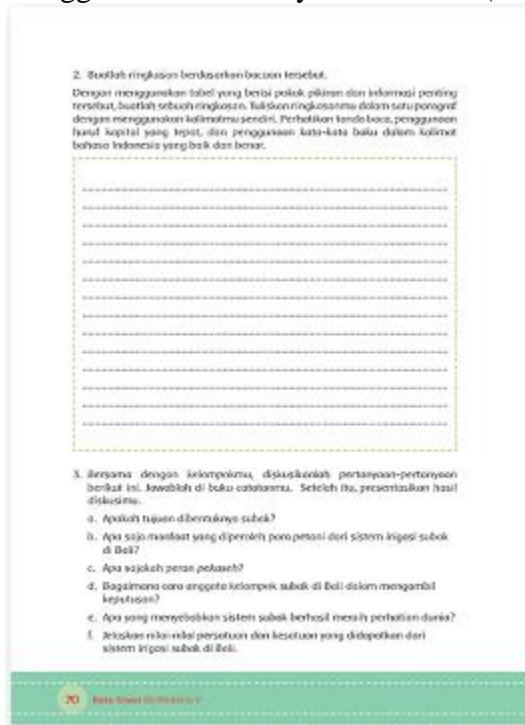 2. Buatlah ringkasan berdasarkan bacaan tersebut.
Dengan menggunakan tabel yang berisi pokok pikiran dan informasi penting
tersebut, buatlah sebuah ringkasan. Tuliskan ringkasanmu dalam satu paragraf
dengan menggunakan kalimatmu sendiri. Perhatikan tanda baca, penggunaan
huruf kapital yang tepat, dan penggunaan kata-kata baku dalam kalimat
bahasa Indonesia yang baik dan benar.
3. Bersama dengan kelompokmu, diskusikanlah pertanyaan-pertanyaan
berikut ini. Jawablah di buku catatanmu. Setelah itu, presentasikan hasil
diskusimu.
a. Apakah tujuan dibentuknya subak?
b. Apa saja manfaat yang diperoleh para petani dari sistem irigasi subak
di Bali?
c. Apa sajakah peran pekaseh?
d. Bagaimana cara anggota kelompok subak di Bali dalam mengambil
keputusan?
e. Apa yang menyebabkan sistem subak berhasil meraih perhatian dunia?
f. Jelaskan nilai-nilai persatuan dan kesatuan yang didapatkan dari
sistem irigasi subak di Bali.
70 Buku Siswa